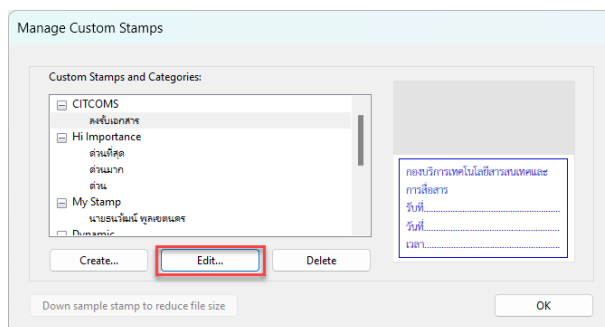 Manage Custom Stamps
Custom Stamps and Categories:
CITCOMS
ลงรับเอกสาร
Hi Importance
ด่วนที่สุด
ด่วนมาก
ด่วน
My Stamp
นายธนวัฒน์ พูลเขตนคร
Dynamic
กองบริการเทคโนโลยีสารสนเทศและ
การสื่อสาร
รับที่
วันที่
เวลา
Create... Edit... Delete
Down sample stamp to reduce file size OK